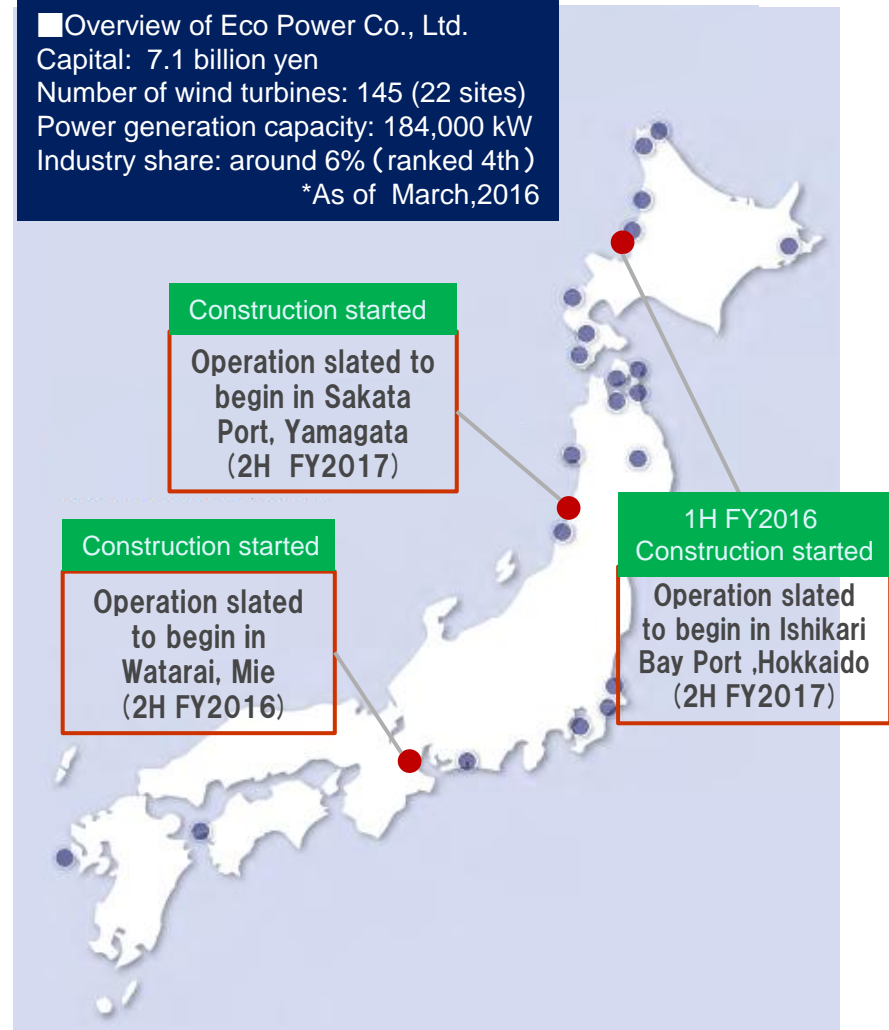 ■Overview of Eco Power Co., Ltd.
Capital:  7.1 billion yen
Number of wind turbines: 145 (22 sites)
Power generation capacity: 184,000 kW
Industry share: around 6%（ranked 4th）
*As of  March,2016
Construction started
Operation slated to
begin in Sakata
Port, Yamagata
(2H  FY2017)
Construction started
Operation slated
to begin in
Watarai, Mie
(2H FY2016)
1H FY2016
Construction started
Operation slated
to begin in Ishikari
Bay Port ,Hokkaido
(2H FY2017)